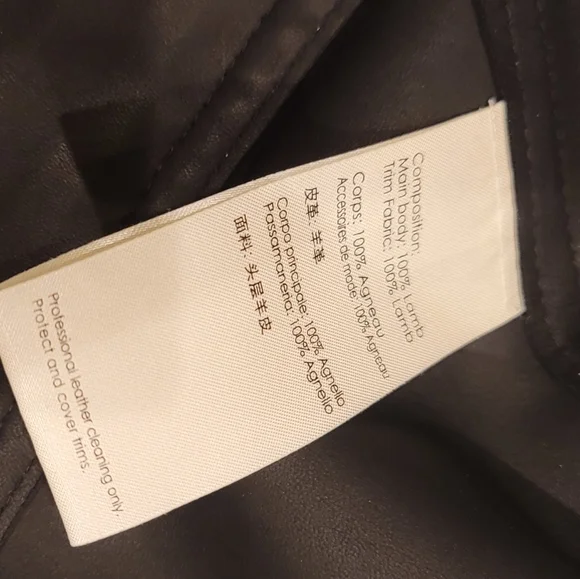 Composition:
Main body: 100% Lamb
Trim Fabric: 100% Lamb
Corps: 100% Agneau
Accessoires de mode: 100% Agneau
皮革: 羊革
Corpo principale: 100% Agnello
Passamaneria: 100% Agnello
面料: 头层羊皮
Professional leather cleaning only.
Protect and cover trims.